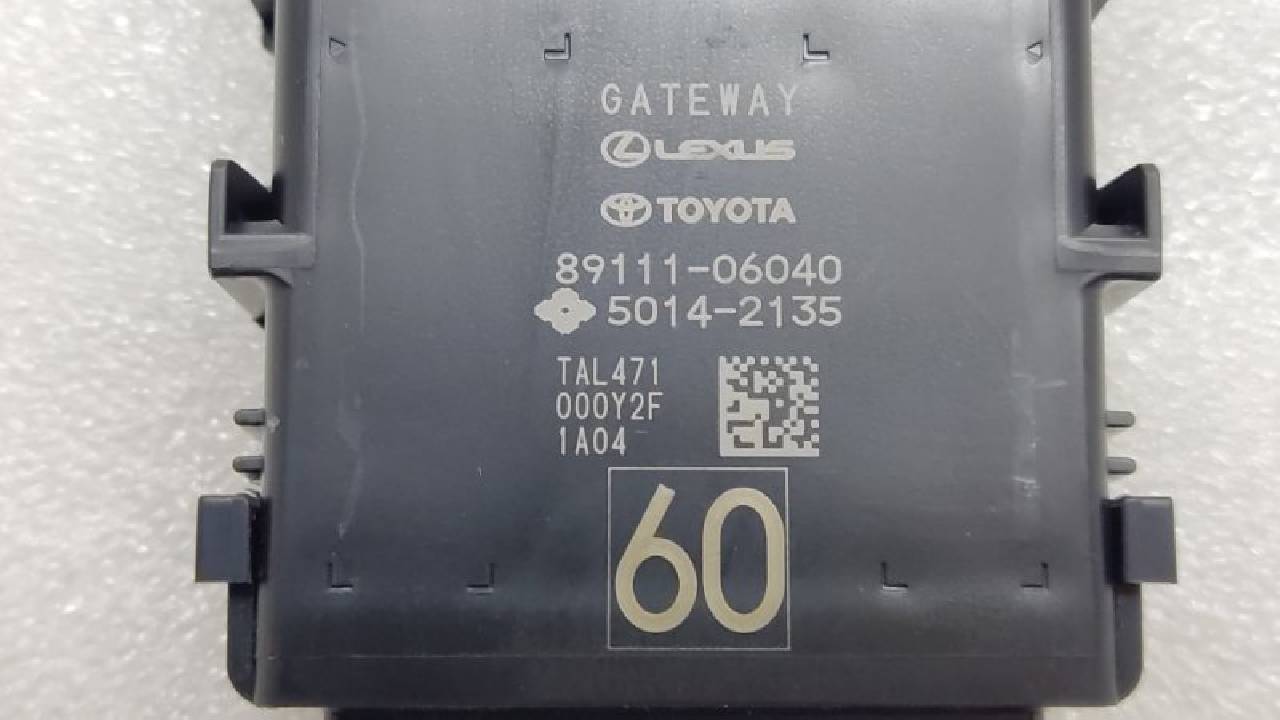 GATEWAY
LEXUS
TOYOTA
89111-06040
5014-2135
TAL471
000Y2F
1A04
60